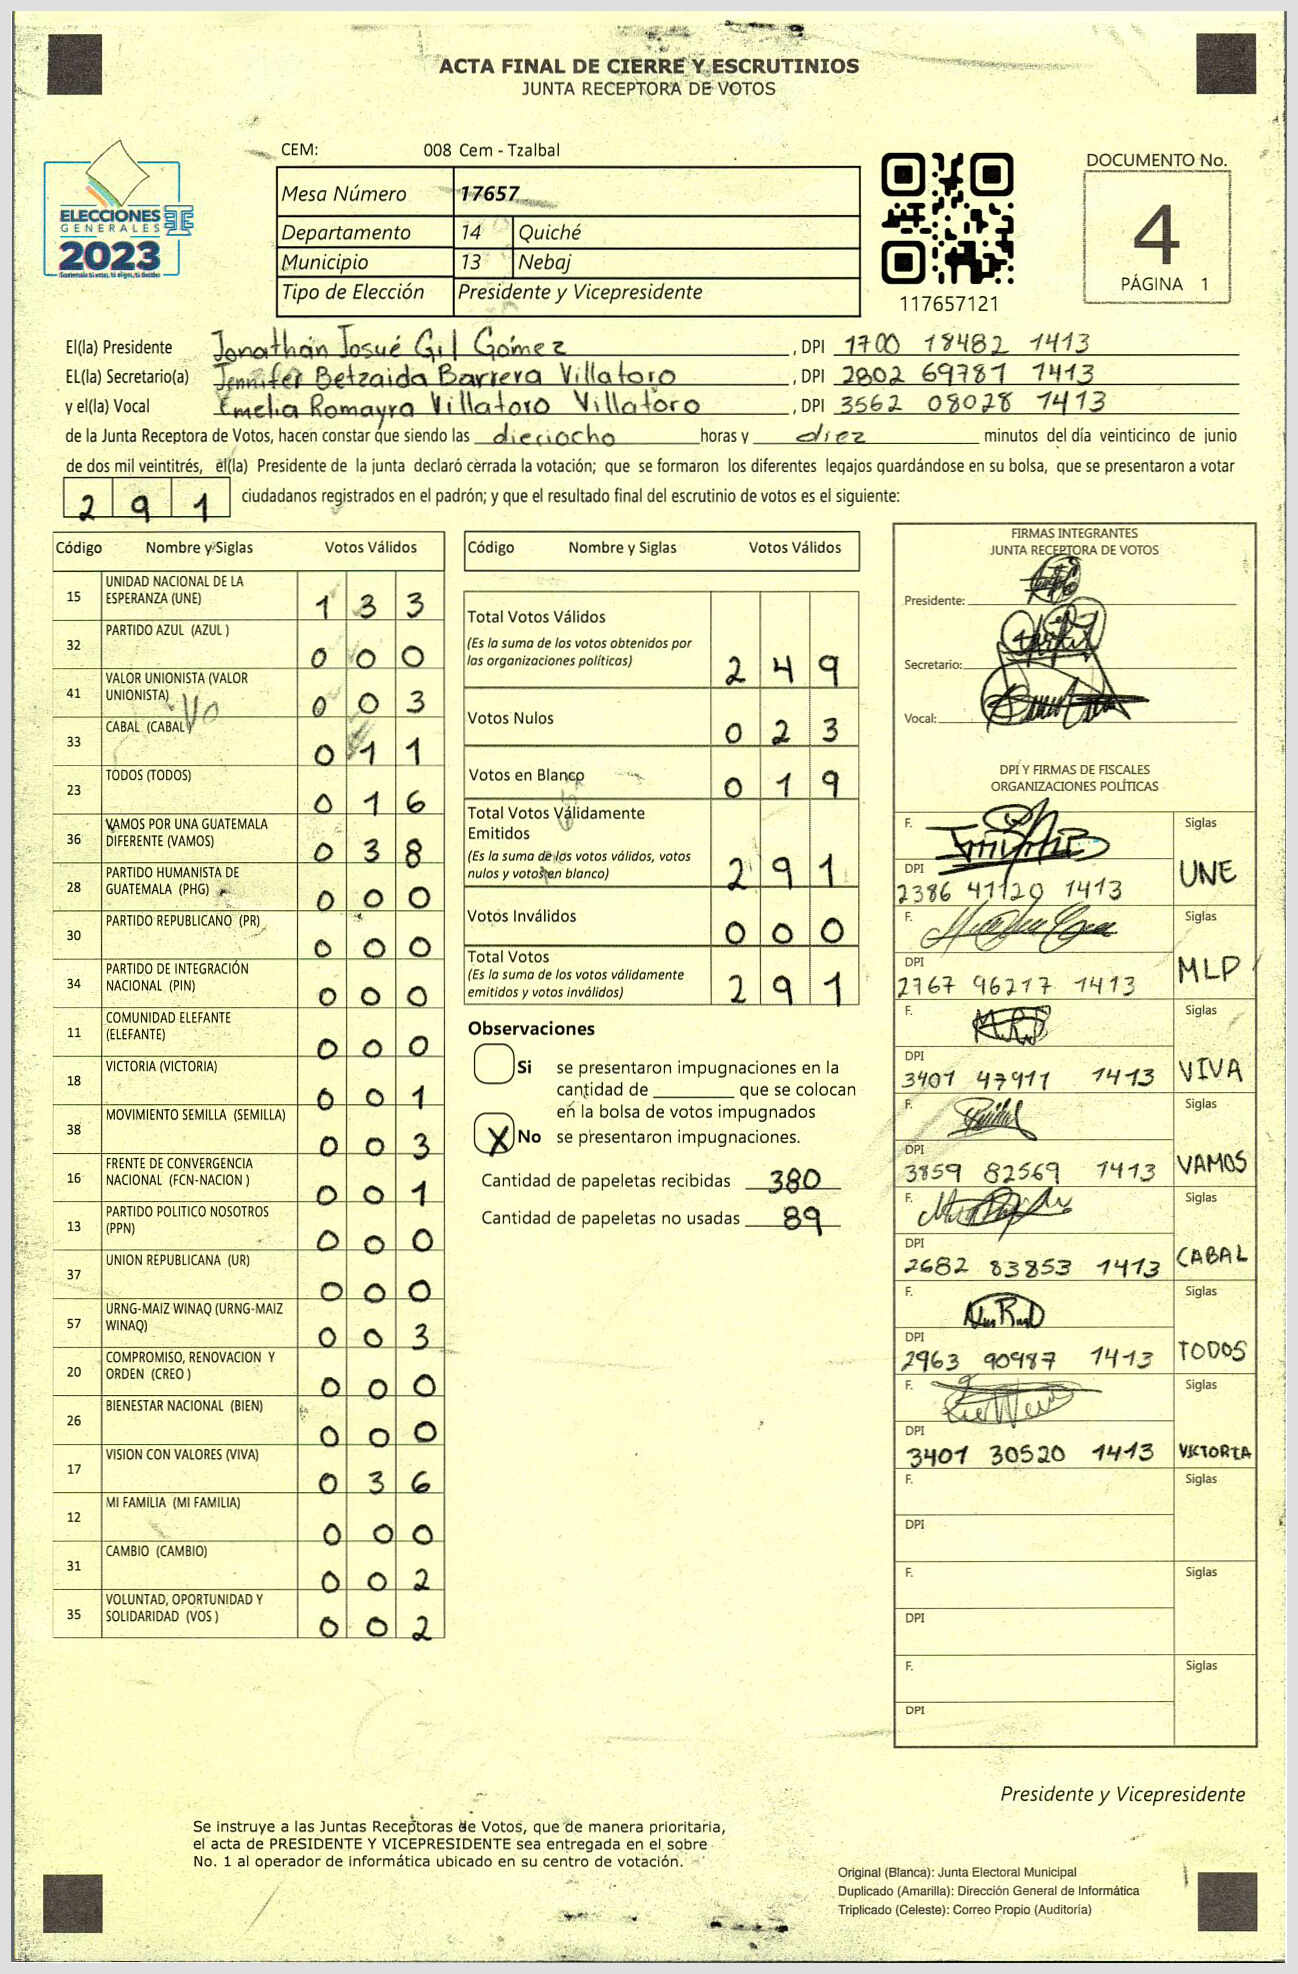 ACTA FINAL DE CIERRE Y ESCRUTINIOS
JUNTA RECEPTORA DE VOTOS
CEM: 008 Cem - Tzalbal
Mesa Número 17657
Departamento 14 Quiché
Municipio 13 Nebaj
Tipo de Elección Presidente y Vicepresidente
ELECCIONES
GENERALES
2023
117657121
DOCUMENTO No.
4
PÁGINA 1
El(la) Presidente Jonathan Josué Gil Gómez , DPI 1700 18482 1413
EL(la) Secretario(a) Jennifer Betzaida Barrera Villatoro , DPI 2802 69781 1413
y el(la) Vocal Emelia Romayra Villatoro Villatoro , DPI 3562 08028 1413
de la Junta Receptora de Votos, hacen constar que siendo las dieciocho horas y diez minutos del día veinticinco de junio
de dos mil veintitrés, el(la) Presidente de la junta declaró cerrada la votación; que se formaron los diferentes legajos guardándose en su bolsa, que se presentaron a votar
291 ciudadanos registrados en el padrón; y que el resultado final del escrutinio de votos es el siguiente:
Código Nombre y Siglas Votos Válidos
15 UNIDAD NACIONAL DE LA ESPERANZA (UNE) 1 3 3
32 PARTIDO AZUL (AZUL ) 0 0 0
41 VALOR UNIONISTA (VALOR UNIONISTA) 0 0 3
33 CABAL (CABAL) 0 1 1
23 TODOS (TODOS) 0 1 6
36 VAMOS POR UNA GUATEMALA DIFERENTE (VAMOS) 0 3 8
28 PARTIDO HUMANISTA DE GUATEMALA (PHG) 0 0 0
30 PARTIDO REPUBLICANO (PR) 0 0 0
34 PARTIDO DE INTEGRACIÓN NACIONAL (PIN) 0 0 0
11 COMUNIDAD ELEFANTE (ELEFANTE) 0 0 0
18 VICTORIA (VICTORIA) 0 0 1
38 MOVIMIENTO SEMILLA (SEMILLA) 0 0 3
16 FRENTE DE CONVERGENCIA NACIONAL (FCN-NACION ) 0 0 1
13 PARTIDO POLITICO NOSOTROS (PPN) 0 0 0
37 UNION REPUBLICANA (UR) 0 0 0
57 URNG-MAIZ WINAQ (URNG-MAIZ WINAQ) 0 0 3
20 COMPROMISO, RENOVACION Y ORDEN (CREO ) 0 0 0
26 BIENESTAR NACIONAL (BIEN) 0 0 0
17 VISION CON VALORES (VIVA) 0 3 6
12 MI FAMILIA (MI FAMILIA) 0 0 0
31 CAMBIO (CAMBIO) 0 0 2
35 VOLUNTAD, OPORTUNIDAD Y SOLIDARIDAD (VOS ) 0 0 2
Código Nombre y Siglas Votos Válidos
Total Votos Válidos
(Es la suma de los votos obtenidos por
las organizaciones políticas) 2 4 9
Votos Nulos 0 2 3
Votos en Blanco 0 1 9
Total Votos Válidamente
Emitidos
(Es la suma de los votos válidos, votos
nulos y votos en blanco) 2 9 1
Votos Inválidos 0 0 0
Total Votos
(Es la suma de los votos válidamente
emitidos y votos inválidos) 2 9 1
Observaciones
Si se presentaron impugnaciones en la
cantidad de ________ que se colocan
en la bolsa de votos impugnados
X No se presentaron impugnaciones.
Cantidad de papeletas recibidas 380
Cantidad de papeletas no usadas 89
FIRMAS INTEGRANTES
JUNTA RECEPTORA DE VOTOS
Presidente:
Secretario:
Vocal:
DPI Y FIRMAS DE FISCALES
ORGANIZACIONES POLÍTICAS
F. Siglas
DPI UNE
2386 41120 1413
F. Siglas
DPI MLP
2767 96217 1413
F. Siglas
DPI VIVA
3401 47911 1413
F. Siglas
DPI VAMOS
3859 82569 1413
F. Siglas
DPI CABAL
2682 83853 1413
F. Siglas
DPI TODOS
2963 90987 1413
F. Siglas
DPI VICTORIA
3401 30520 1413
F. Siglas
DPI
F. Siglas
DPI
F. Siglas
DPI
Presidente y Vicepresidente
Se instruye a las Juntas Receptoras de Votos, que de manera prioritaria,
el acta de PRESIDENTE Y VICEPRESIDENTE sea entregada en el sobre
No. 1 al operador de informática ubicado en su centro de votación.
Original (Blanca): Junta Electoral Municipal
Duplicado (Amarilla): Dirección General de Informática
Triplicado (Celeste): Correo Propio (Auditoría)